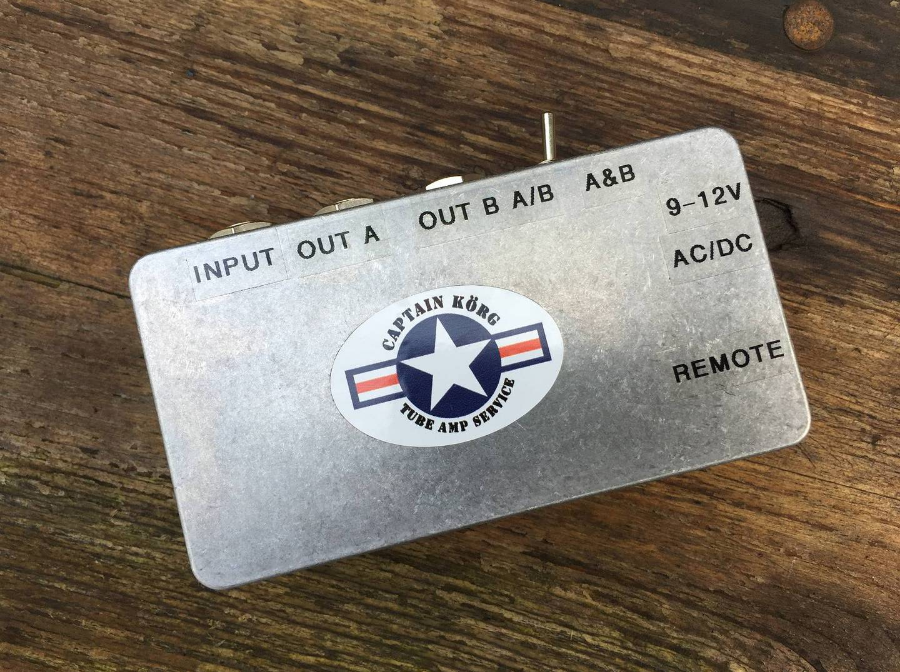 INPUT
OUT A
OUT B
A/B
A&B
9-12V
AC/DC
REMOTE
CAPTAIN KÖRG
TUBE AMP SERVICE